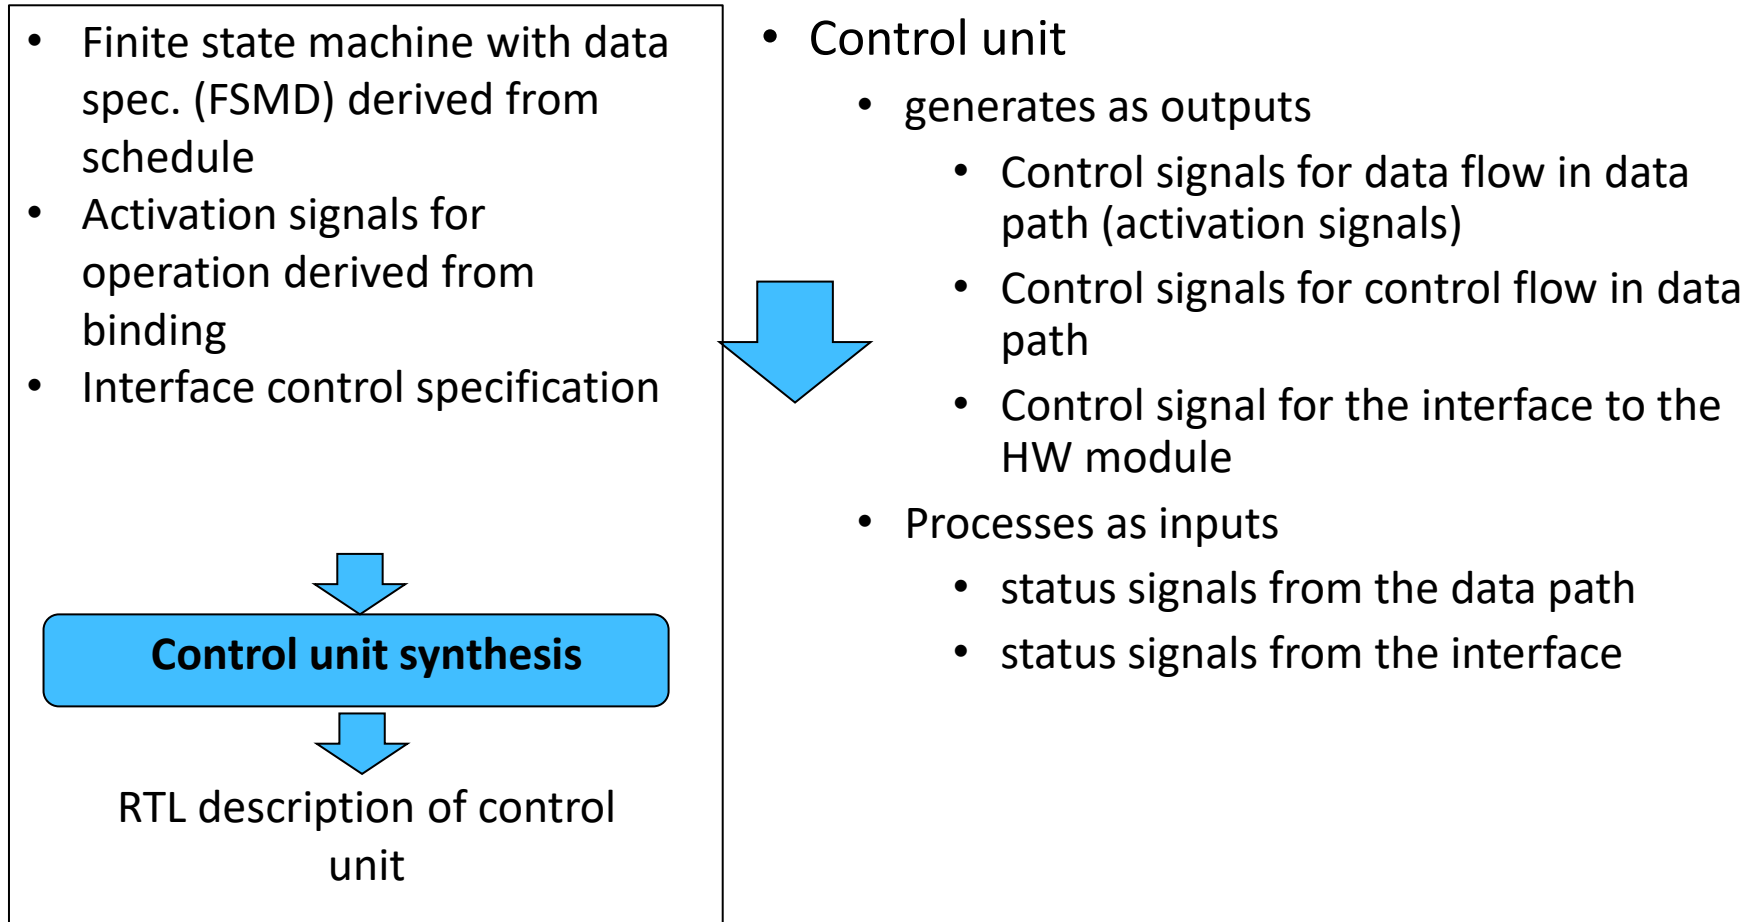 • Finite state machine with data
spec. (FSMD) derived from
schedule
• Activation signals for
operation derived from
binding
• Interface control specification
Control unit synthesis
RTL description of control
unit
• Control unit
• generates as outputs
• Control signals for data flow in data
path (activation signals)
• Control signals for control flow in data
path
• Control signal for the interface to the
HW module
• Processes as inputs
• status signals from the data path
• status signals from the interface